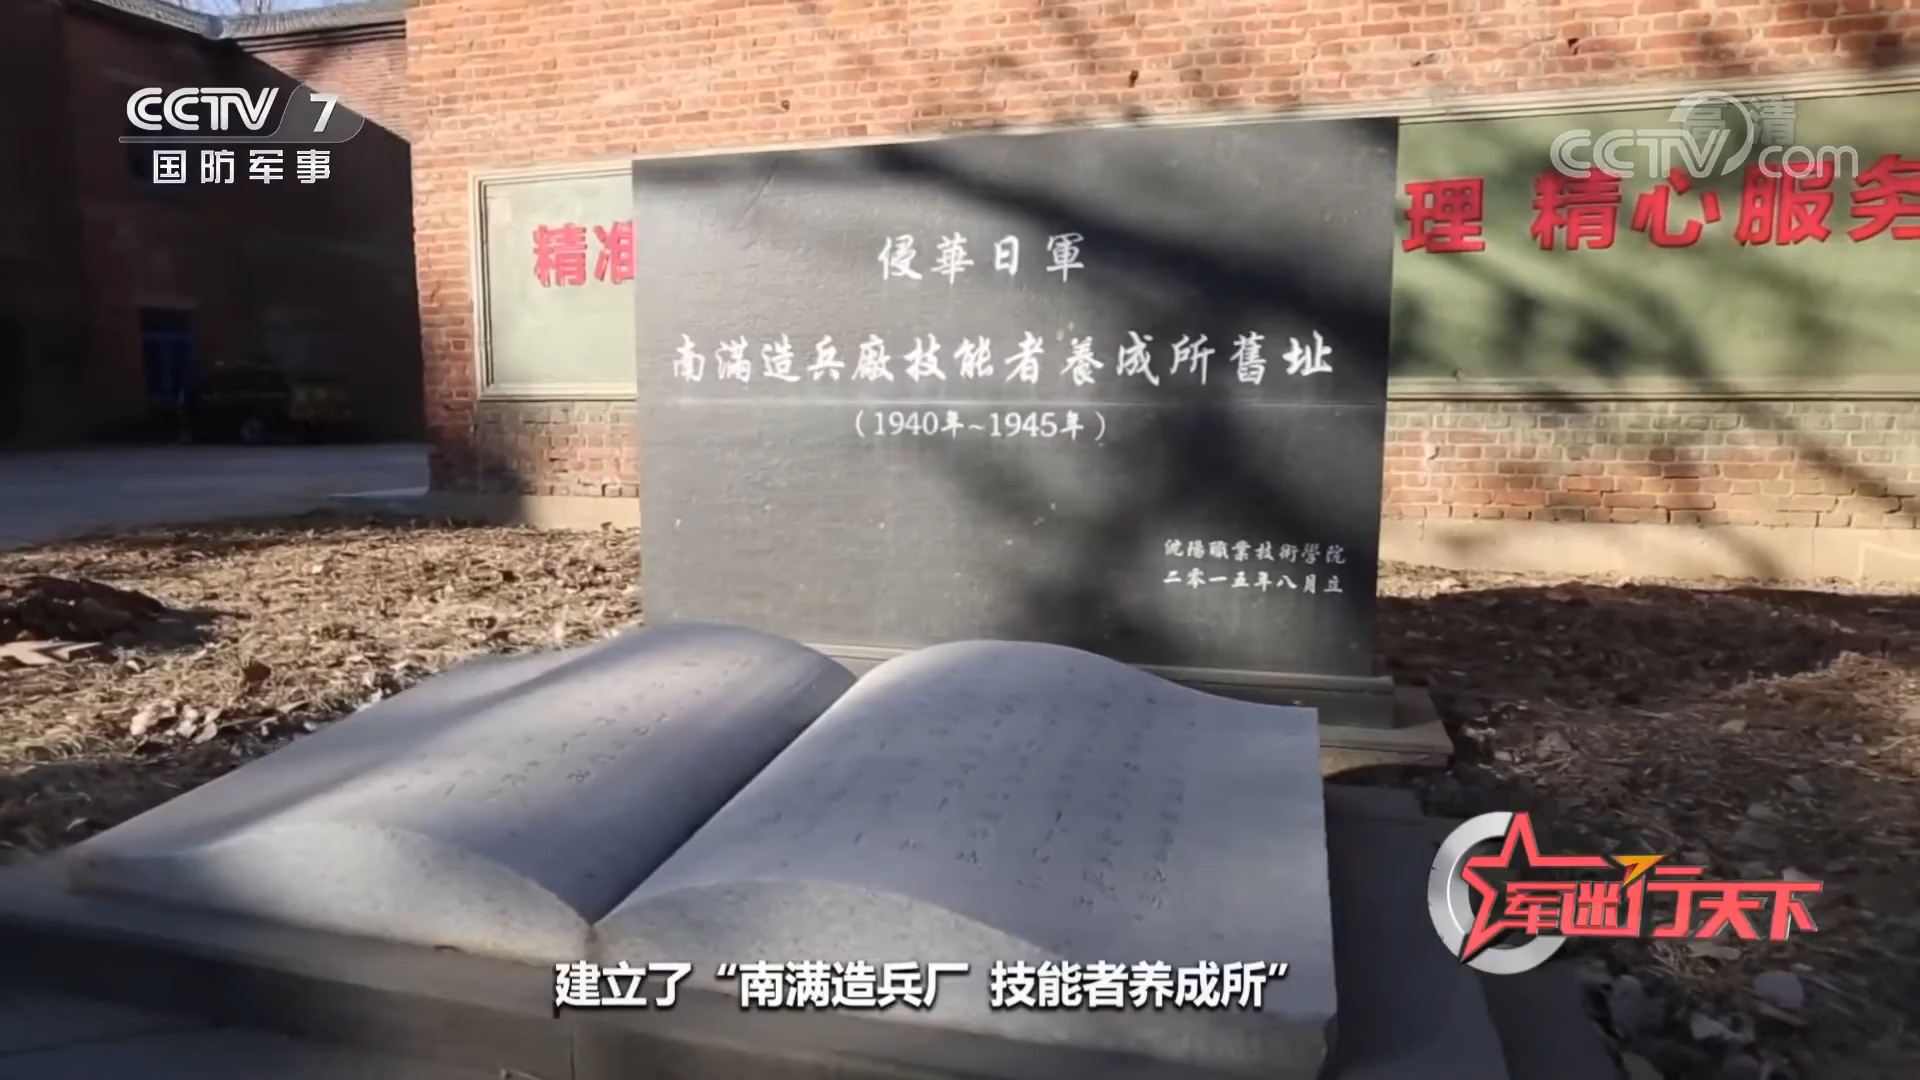 CCTV 7
国防军事
高清
CCTV.com
精准
理 精心服务
侵華日軍
南滿造兵廠技能者養成所舊址
(1940年~1945年)
沈陽職業技術學院
二零一五年八月立
军迷行天下
建立了“南满造兵厂 技能者养成所”